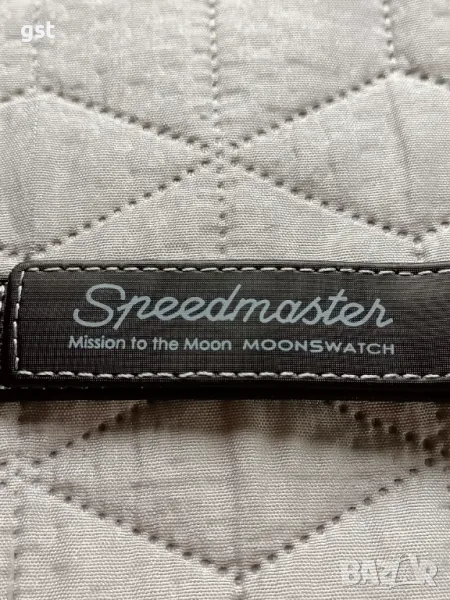 gst
Speedmaster
Mission to the Moon MOONSWATCH
BAZAR